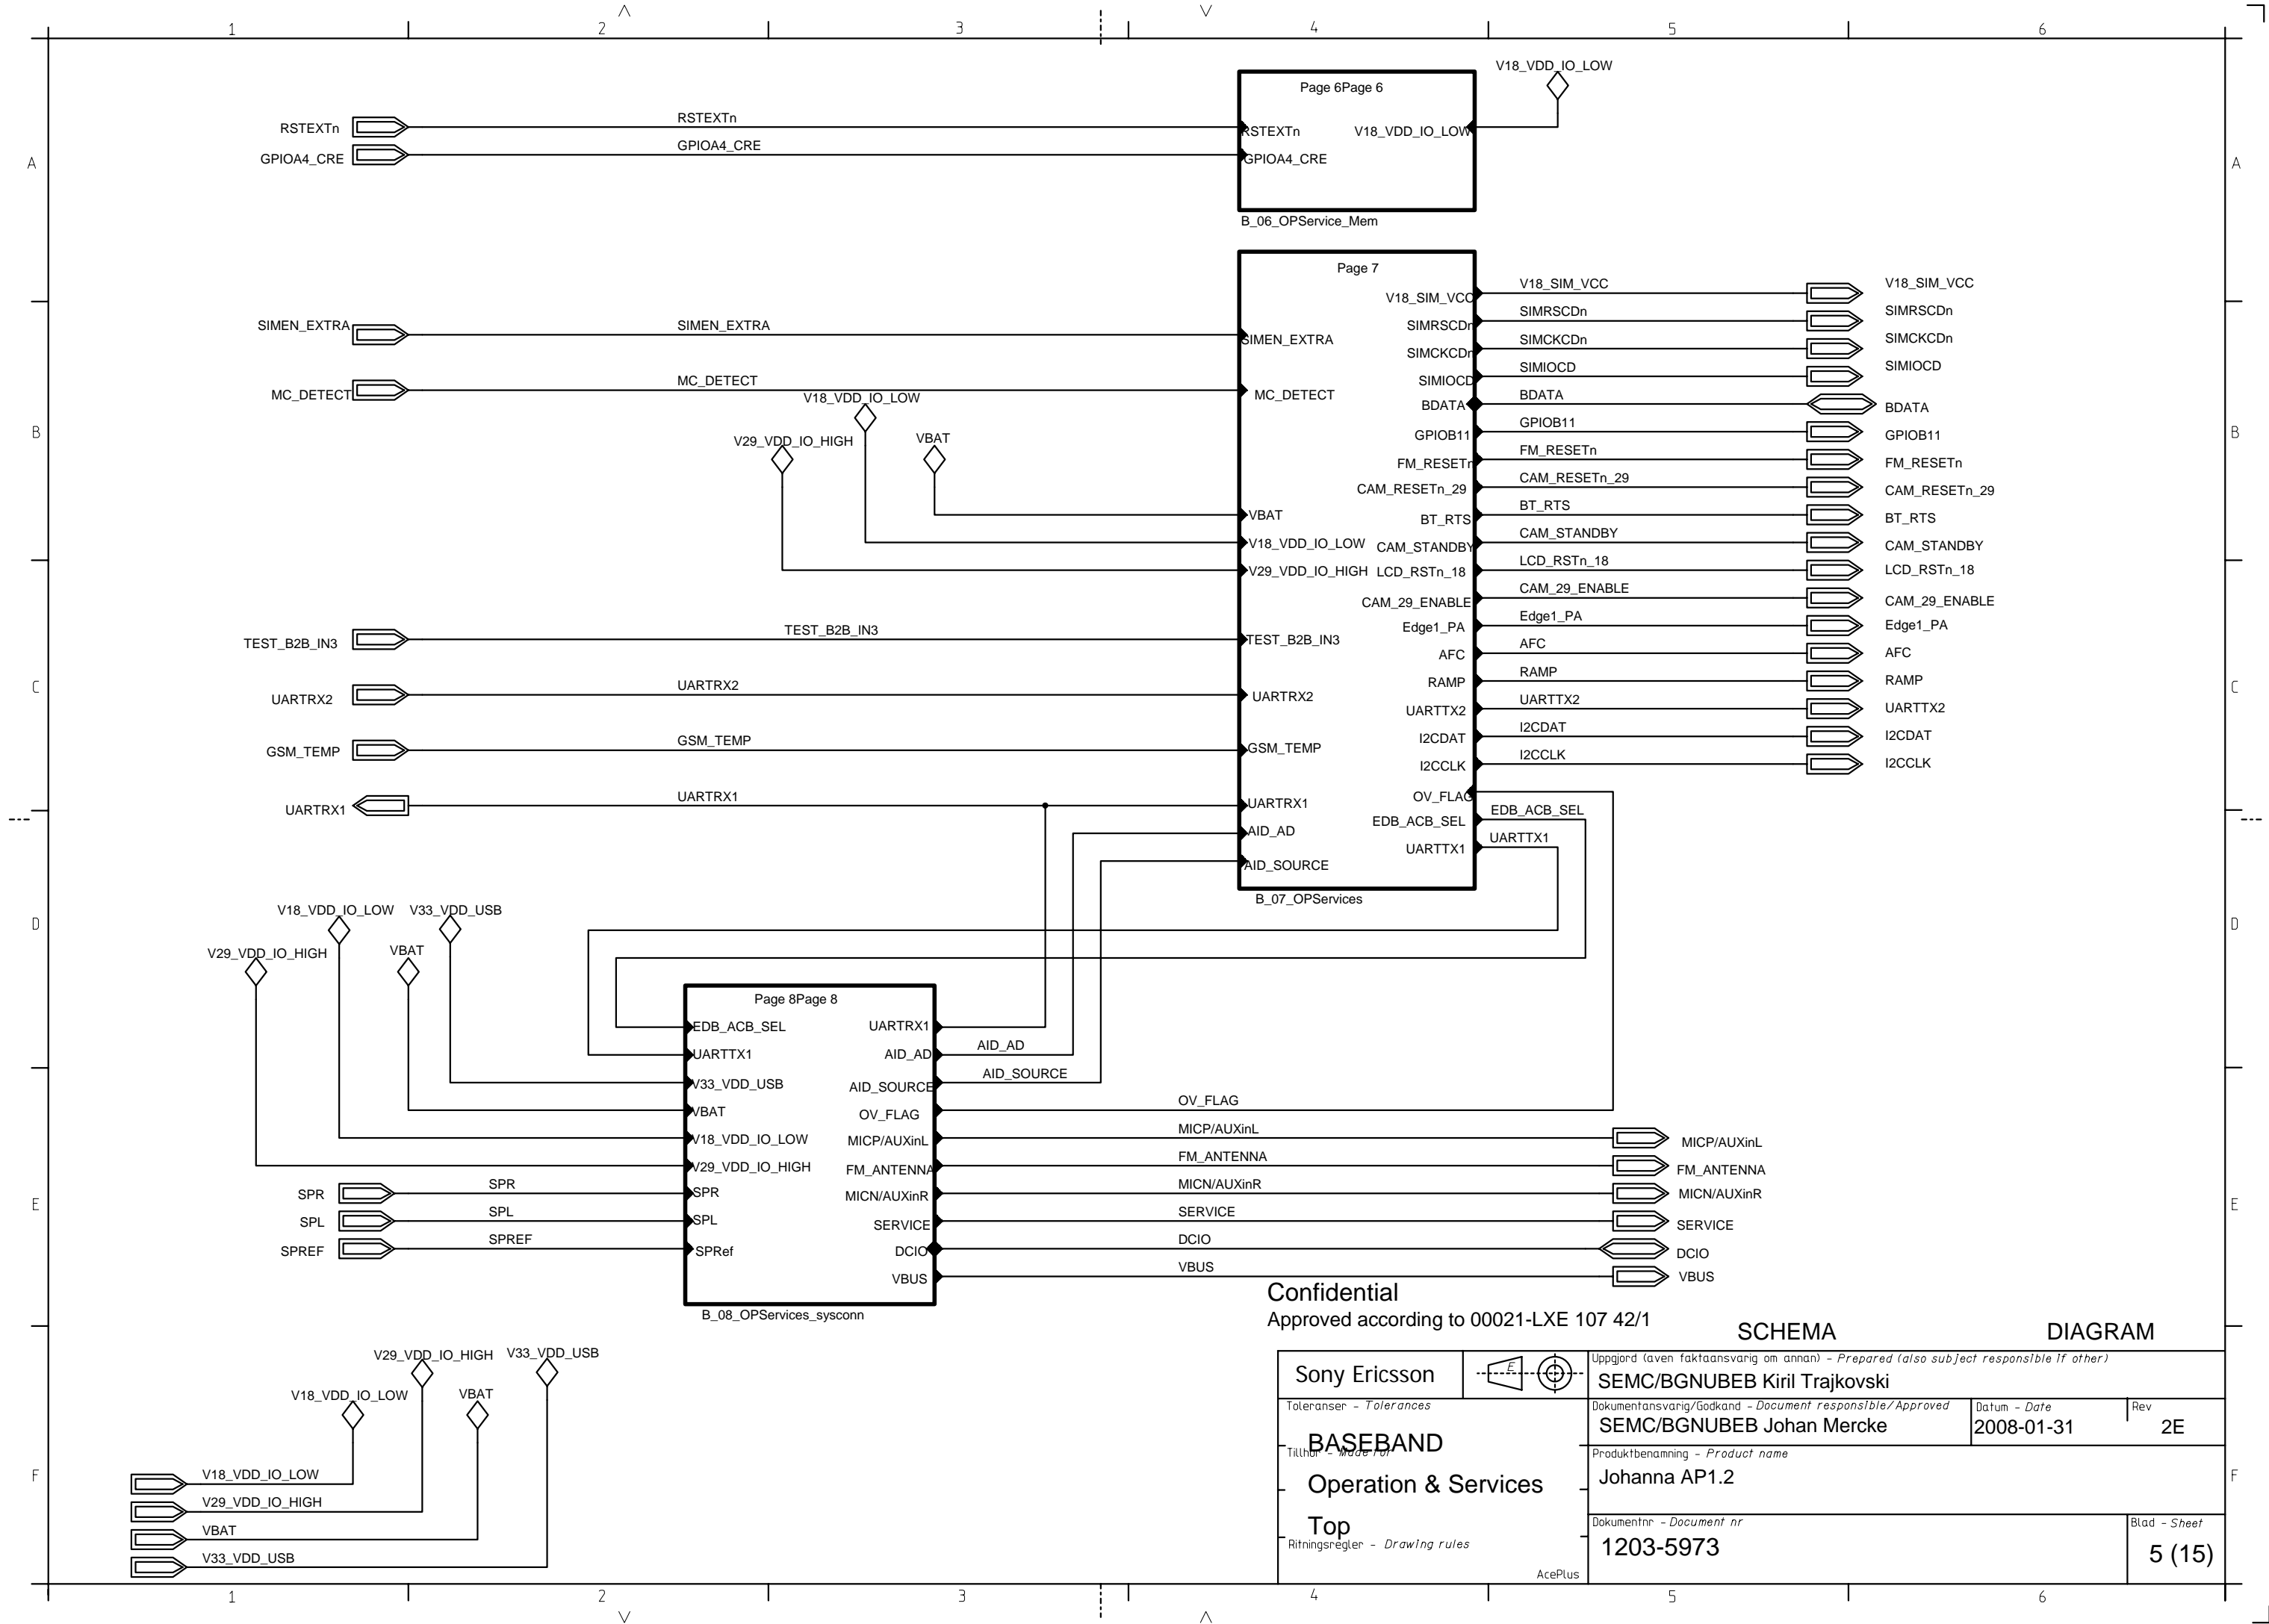 1 2 3 4 5 6
A A
B B
C C
D D
E E
F F
V18_VDD_IO_LOW
Page 6Page 6
RSTEXTn RSTEXTn RSTEXTn V18_VDD_IO_LOW
GPIOA4_CRE GPIOA4_CRE GPIOA4_CRE
B_06_OPService_Mem
Page 7
V18_SIM_VCC V18_SIM_VCC V18_SIM_VCC
SIMRSCDn SIMRSCDn SIMRSCDn
SIMEN_EXTRA SIMEN_EXTRA SIMEN_EXTRA
SIMCKCDn SIMCKCDn SIMCKCDn
SIMIOCD SIMIOCD SIMIOCD
MC_DETECT MC_DETECT MC_DETECT
BDATA BDATA BDATA
V18_VDD_IO_LOW
GPIOB11 GPIOB11 GPIOB11
V29_VDD_IO_HIGH VBAT
FM_RESETn FM_RESETn FM_RESETn
CAM_RESETn_29 CAM_RESETn_29 CAM_RESETn_29
VBAT BT_RTS BT_RTS BT_RTS
V18_VDD_IO_LOW CAM_STANDBY CAM_STANDBY CAM_STANDBY
V29_VDD_IO_HIGH LCD_RSTn_18 LCD_RSTn_18 LCD_RSTn_18
CAM_29_ENABLE CAM_29_ENABLE CAM_29_ENABLE
Edge1_PA Edge1_PA Edge1_PA
TEST_B2B_IN3 TEST_B2B_IN3 TEST_B2B_IN3
AFC AFC AFC
RAMP RAMP RAMP
UARTRX2 UARTRX2 UARTRX2
UARTTX2 UARTTX2 UARTTX2
I2CDAT I2CDAT I2CDAT
GSM_TEMP GSM_TEMP GSM_TEMP
I2CCLK I2CCLK I2CCLK
UARTRX1 UARTRX1 UARTRX1 OV_FLAG
AID_AD EDB_ACB_SEL EDB_ACB_SEL
AID_SOURCE UARTTX1 UARTTX1
B_07_OPServices
V18_VDD_IO_LOW V33_VDD_USB
V29_VDD_IO_HIGH VBAT
Page 8Page 8
EDB_ACB_SEL UARTRX1
UARTTX1 AID_AD AID_AD
V33_VDD_USB AID_SOURCE AID_SOURCE
VBAT OV_FLAG OV_FLAG
V18_VDD_IO_LOW MICP/AUXinL MICP/AUXinL MICP/AUXinL
V29_VDD_IO_HIGH FM_ANTENNA FM_ANTENNA FM_ANTENNA
SPR SPR SPR MICN/AUXinR MICN/AUXinR MICN/AUXinR
SPL SPL SPL SERVICE SERVICE SERVICE
SPREF SPREF SPRef DCIO DCIO DCIO
VBUS VBUS VBUS
B_08_OPServices_sysconn
Confidential
Approved according to 00021-LXE 107 42/1
SCHEMA DIAGRAM
V29_VDD_IO_HIGH V33_VDD_USB
V18_VDD_IO_LOW VBAT
V18_VDD_IO_LOW
V29_VDD_IO_HIGH
VBAT
V33_VDD_USB
Sony Ericsson
E
Uppgjord (aven faktaansvarig om annan) - Prepared (also subject responsible if other)
SEMC/BGNUBEB Kiril Trajkovski
Toleranser - Tolerances
Dokumentansvarig/Godkand - Document responsible/Approved
SEMC/BGNUBEB Johan Mercke
Datum - Date
2008-01-31
Rev
2E
BASEBAND
Tillhor - Made for
Produktbenamning - Product name
Johanna AP1.2
Operation & Services
Top
Ritningsregler - Drawing rules
AcePlus
Dokumentnr - Document nr
1203-5973
Blad - Sheet
5 (15)
1 2 3 4 5 6